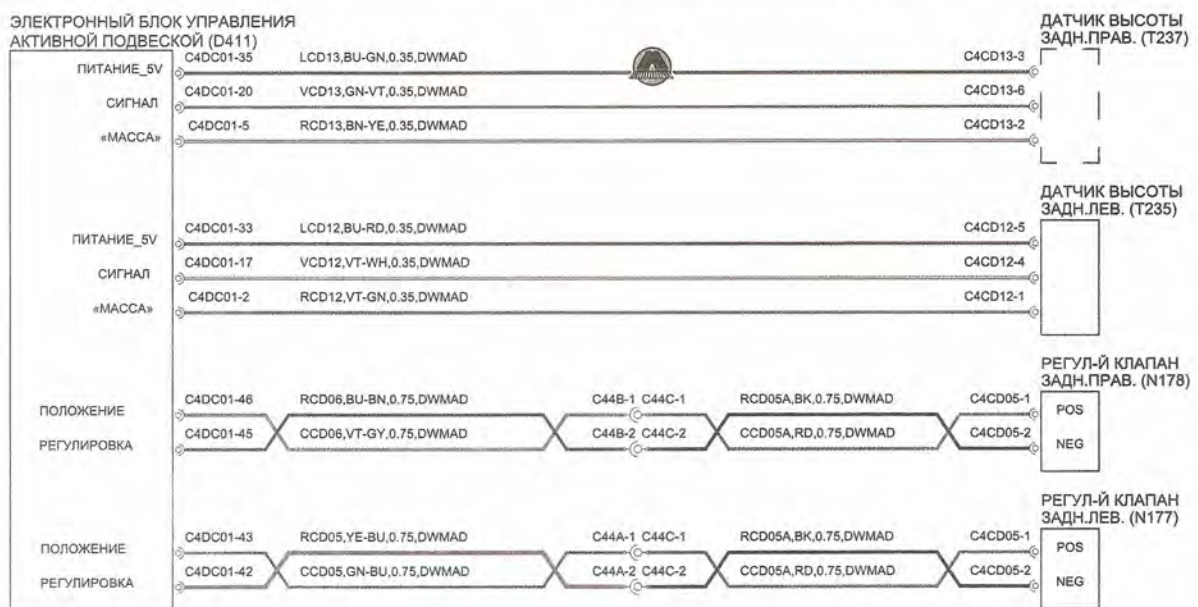 ЭЛЕКТРОННЫЙ БЛОК УПРАВЛЕНИЯ
АКТИВНОЙ ПОДВЕСКОЙ (D411)
ДАТЧИК ВЫСОТЫ
ЗАДН.ПРАВ. (T237)
ПИТАНИЕ_5V C4DC01-35 LCD13,BU-GN,0.35,DWMAD C4CD13-3
СИГНАЛ C4DC01-20 VCD13,GN-VT,0.35,DWMAD C4CD13-6
«МАССА» C4DC01-5 RCD13,BN-YE,0.35,DWMAD C4CD13-2
ДАТЧИК ВЫСОТЫ
ЗАДН.ЛЕВ. (T235)
ПИТАНИЕ_5V C4DC01-33 LCD12,BU-RD,0.35,DWMAD C4CD12-5
СИГНАЛ C4DC01-17 VCD12,VT-WH,0.35,DWMAD C4CD12-4
«МАССА» C4DC01-2 RCD12,VT-GN,0.35,DWMAD C4CD12-1
РЕГУЛ-Й КЛАПАН
ЗАДН.ПРАВ. (N178)
ПОЛОЖЕНИЕ C4DC01-46 RCD06,BU-BN,0.75,DWMAD C44B-1 C44C-1 RCD05A,BK,0.75,DWMAD C4CD05-1 POS
РЕГУЛИРОВКА C4DC01-45 CCD06,VT-GY,0.75,DWMAD C44B-2 C44C-2 CCD05A,RD,0.75,DWMAD C4CD05-2 NEG
РЕГУЛ-Й КЛАПАН
ЗАДН.ЛЕВ. (N177)
ПОЛОЖЕНИЕ C4DC01-43 RCD05,YE-BU,0.75,DWMAD C44A-1 C44C-1 RCD05A,BK,0.75,DWMAD C4CD05-1 POS
РЕГУЛИРОВКА C4DC01-42 CCD05,GN-BU,0.75,DWMAD C44A-2 C44C-2 CCD05A,RD,0.75,DWMAD C4CD05-2 NEG